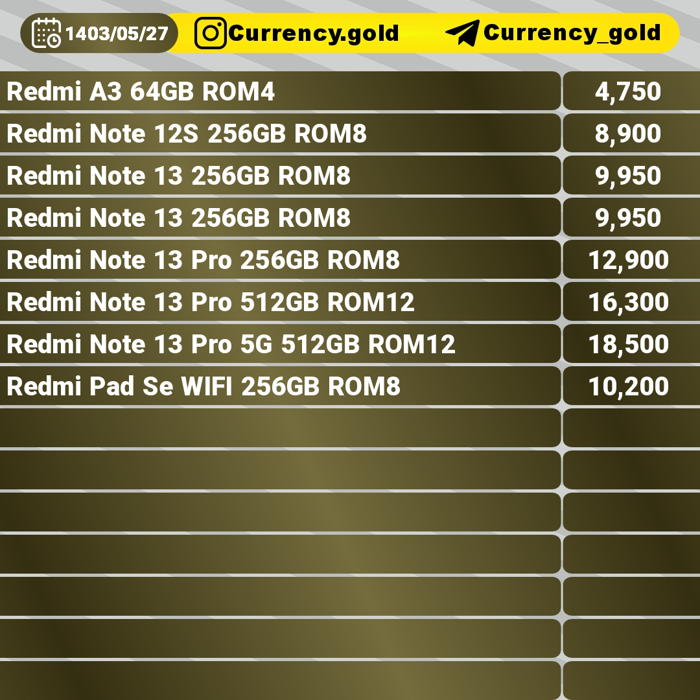 1403/05/27 Currency.gold Currency_gold
Redmi A3 64GB ROM4 4,750
Redmi Note 12S 256GB ROM8 8,900
Redmi Note 13 256GB ROM8 9,950
Redmi Note 13 256GB ROM8 9,950
Redmi Note 13 Pro 256GB ROM8 12,900
Redmi Note 13 Pro 512GB ROM12 16,300
Redmi Note 13 Pro 5G 512GB ROM12 18,500
Redmi Pad Se WIFI 256GB ROM8 10,200